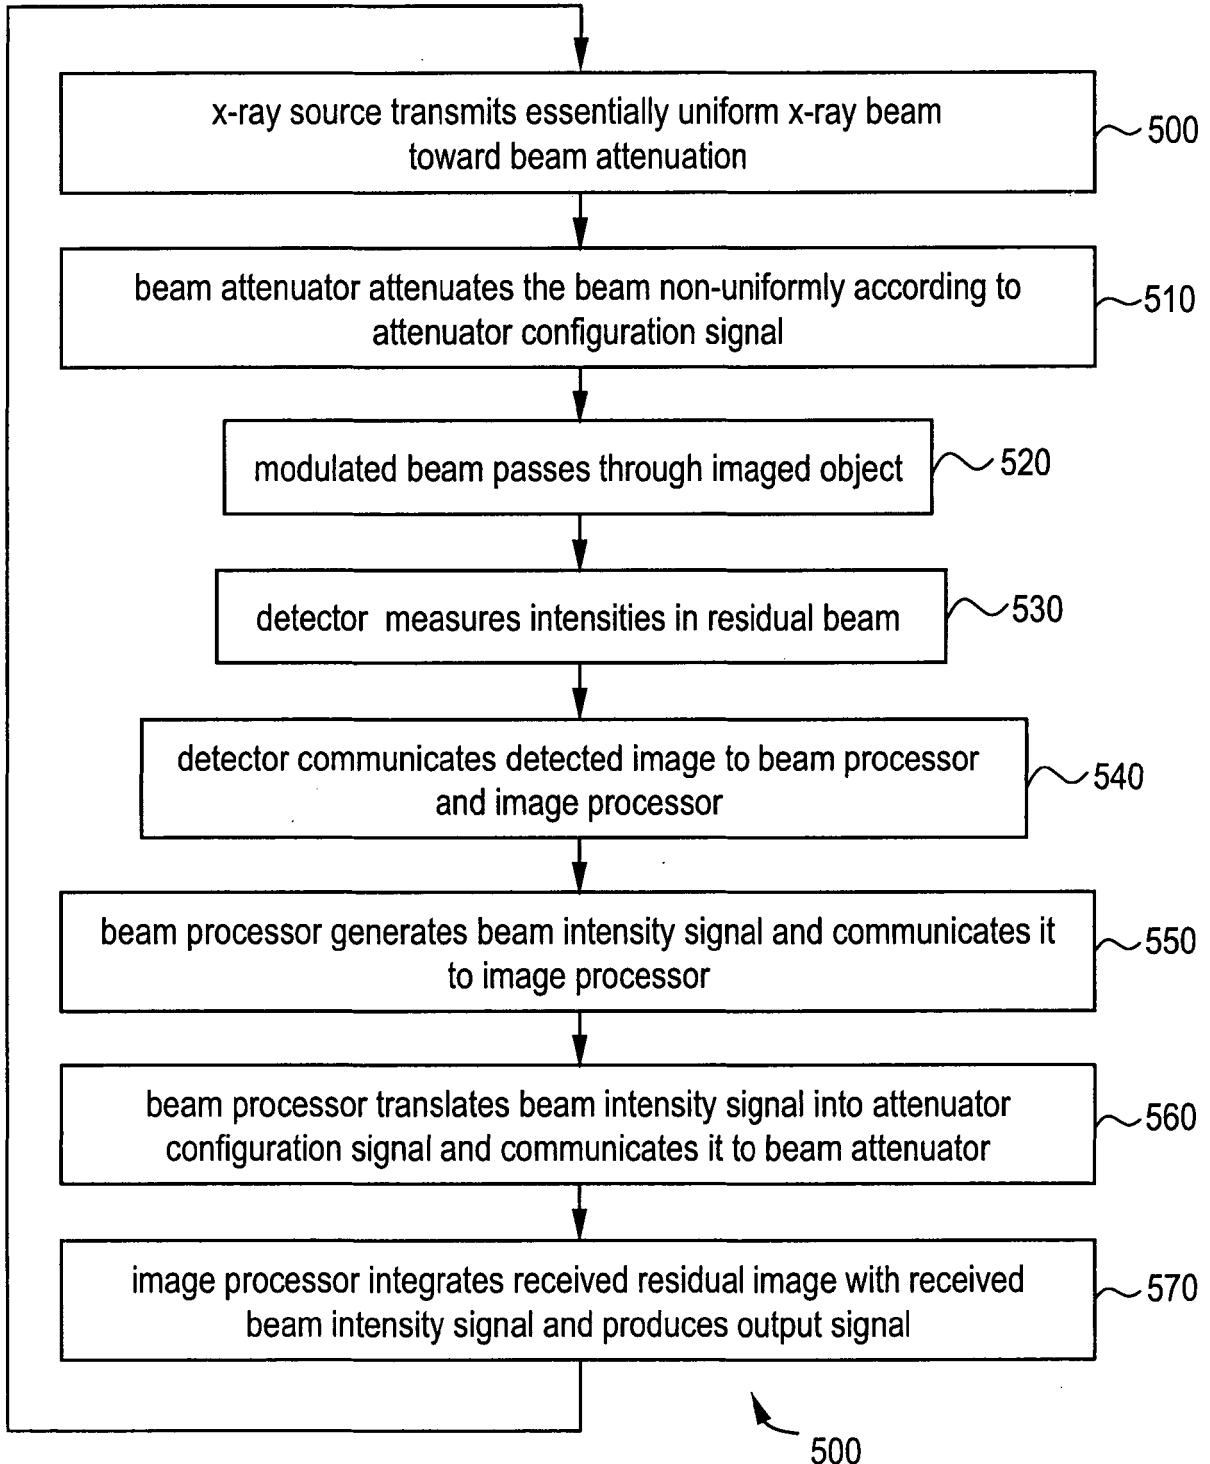 x-ray source transmits essentially uniform x-ray beam
toward beam attenuation
500
beam attenuator attenuates the beam non-uniformly according to
attenuator configuration signal
510
modulated beam passes through imaged object
520
detector measures intensities in residual beam
530
detector communicates detected image to beam processor
and image processor
540
beam processor generates beam intensity signal and communicates it
to image processor
550
beam processor translates beam intensity signal into attenuator
configuration signal and communicates it to beam attenuator
560
image processor integrates received residual image with received
beam intensity signal and produces output signal
570
500